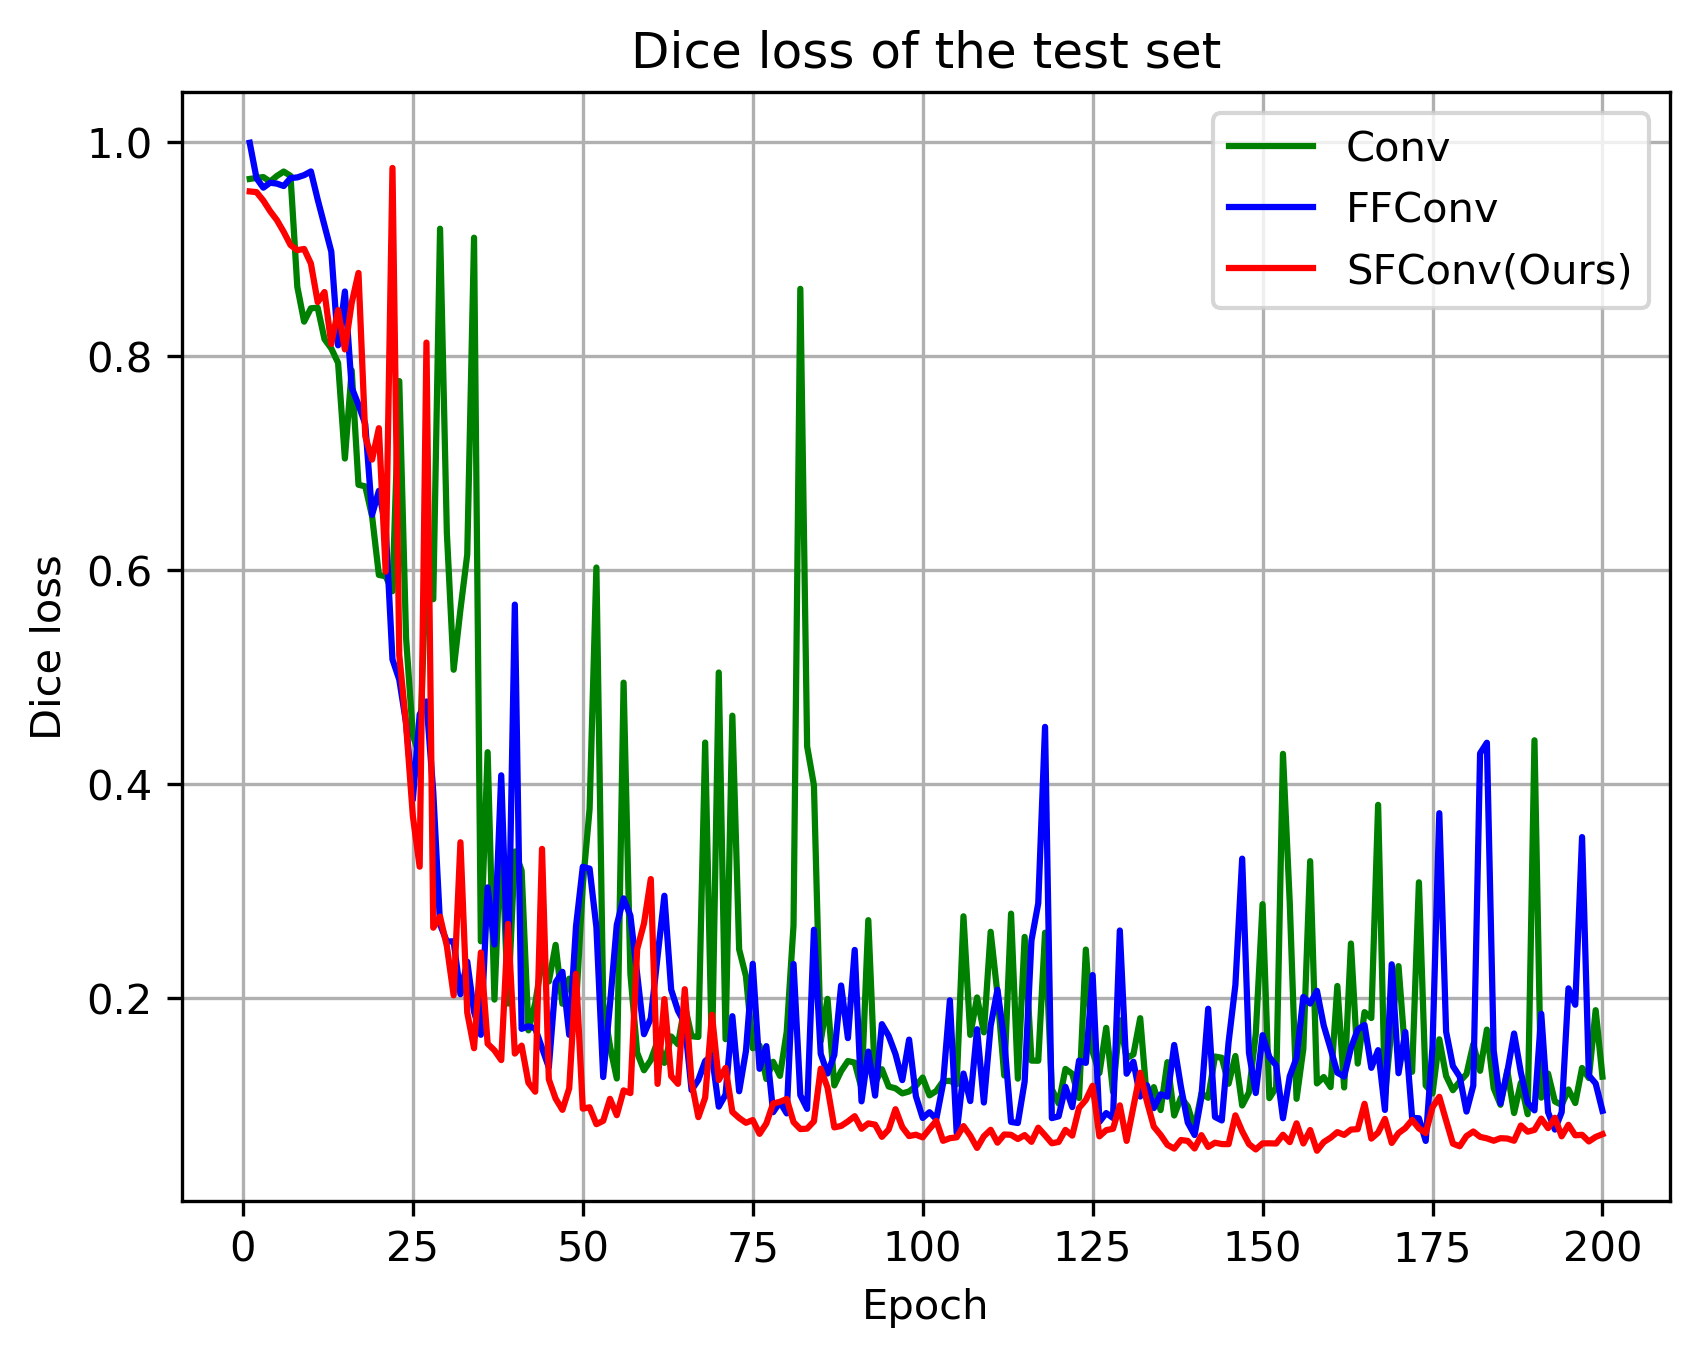 Dice loss of the test set
Conv
FFConv
SFConv(Ours)
Dice loss
1.0
0.8
0.6
0.4
0.2
0 25 50 75 100 125 150 175 200
Epoch